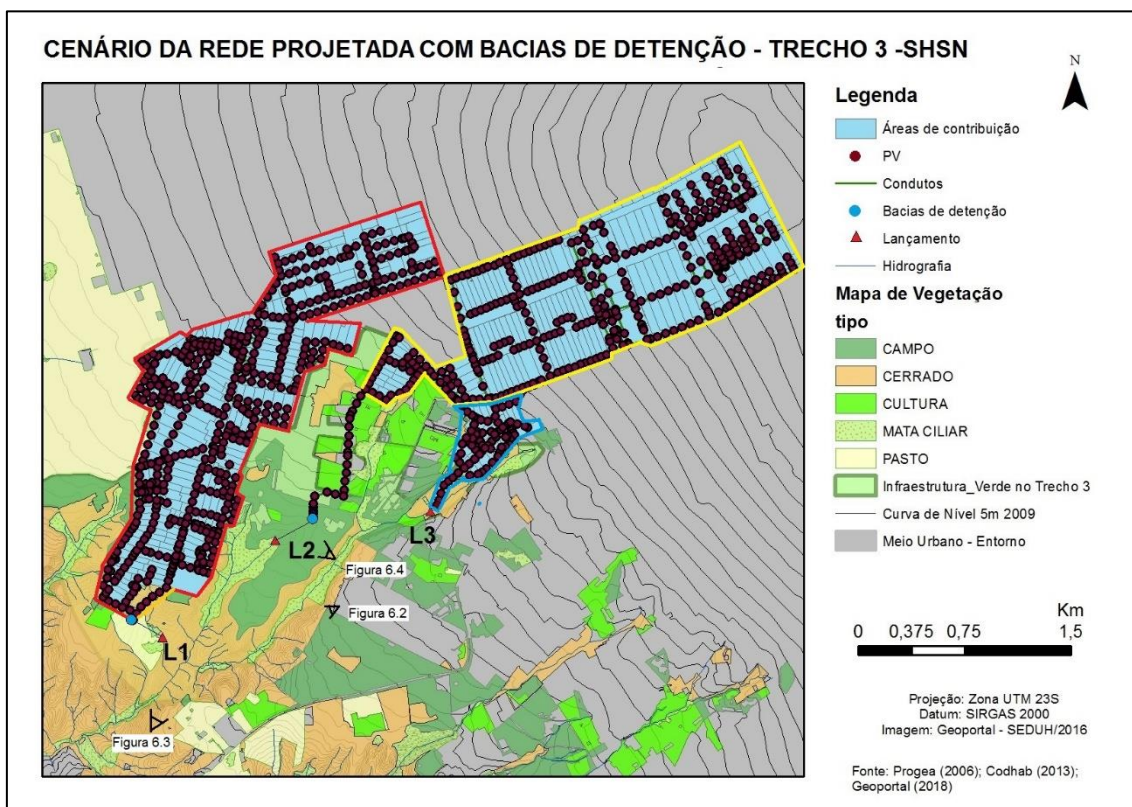 CENÁRIO DA REDE PROJETADA COM BACIAS DE DETENÇÃO - TRECHO 3 -SHSN
N
Legenda
Áreas de contribuição
PV
Condutos
Bacias de detenção
Lançamento
Hidrografia
Mapa de Vegetação
tipo
CAMPO
CERRADO
CULTURA
MATA CILIAR
PASTO
Infraestrutura_Verde no Trecho 3
Curva de Nível 5m 2009
Meio Urbano - Entorno
L2
L3
Figura 6.4
Figura 6.2
L1
Figura 6.3
Km
0 0,375 0,75 1,5
Projeção: Zona UTM 23S
Datum: SIRGAS 2000
Imagem: Geoportal - SEDUH/2016
Fonte: Progea (2006); Codhab (2013);
Geoportal (2018)